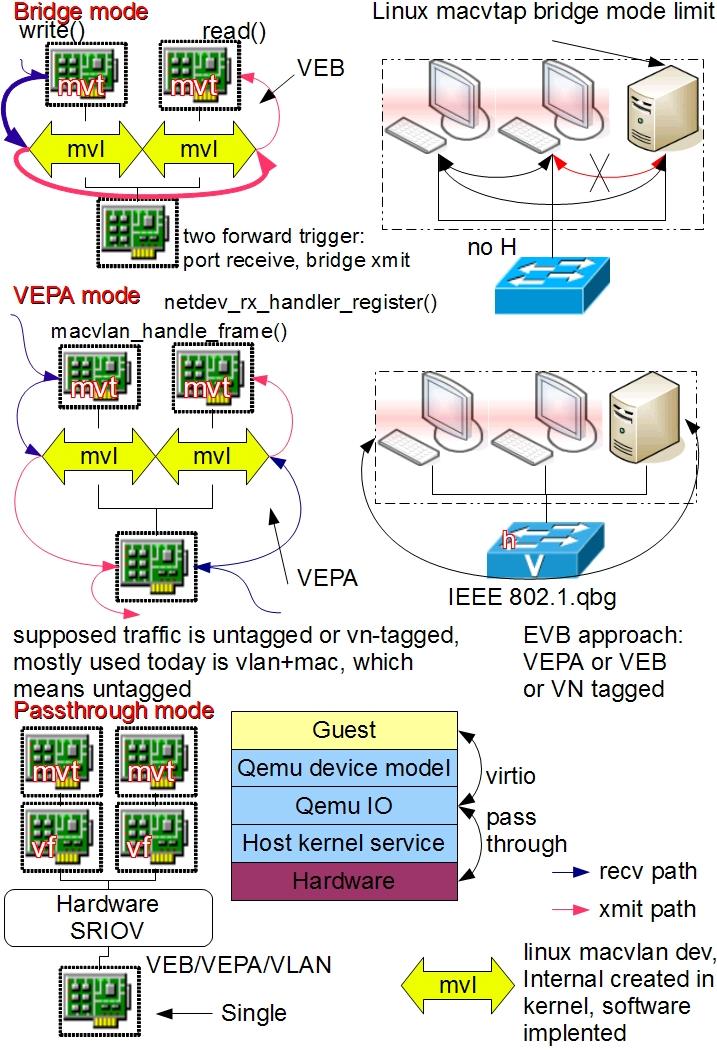 Bridge mode
write()
read()
mvt
mvt
VEB
mvl
mvl
two forward trigger:
port receive, bridge xmit
Linux macvtap bridge mode limit
no H
VEPA mode
netdev_rx_handler_register()
macvlan_handle_frame()
mvt
mvt
mvl
mvl
VEPA
h
V
IEEE 802.1.qbg
supposed traffic is untagged or vn-tagged,
mostly used today is vlan+mac, which
means untagged
EVB approach:
VEPA or VEB
or VN tagged
Passthrough mode
mvt
mvt
vf
vf
Hardware
SRIOV
VEB/VEPA/VLAN
Single
Guest
Qemu device model
Qemu IO
Host kernel service
Hardware
virtio
pass
through
recv path
xmit path
mvl
linux macvlan dev,
Internal created in
kernel, software
implented